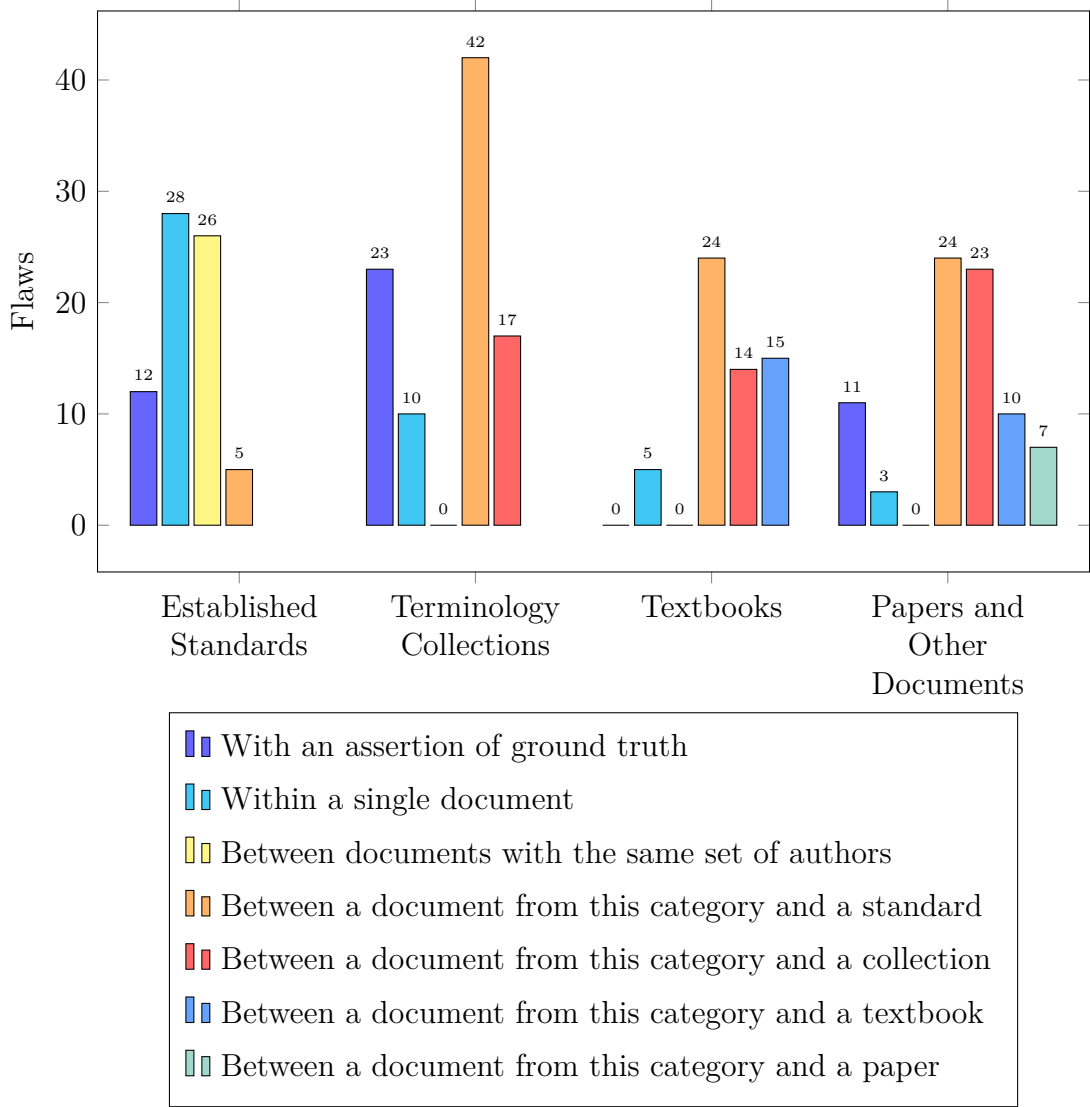 42
40
30
28
26
24
24
23
23
20
17
15
14
12
11
10
10
10
7
5
5
3
0
0
0
0
0
Flaws
Established
Standards
Terminology
Collections
Textbooks
Papers and
Other
Documents
With an assertion of ground truth
Within a single document
Between documents with the same set of authors
Between a document from this category and a standard
Between a document from this category and a collection
Between a document from this category and a textbook
Between a document from this category and a paper